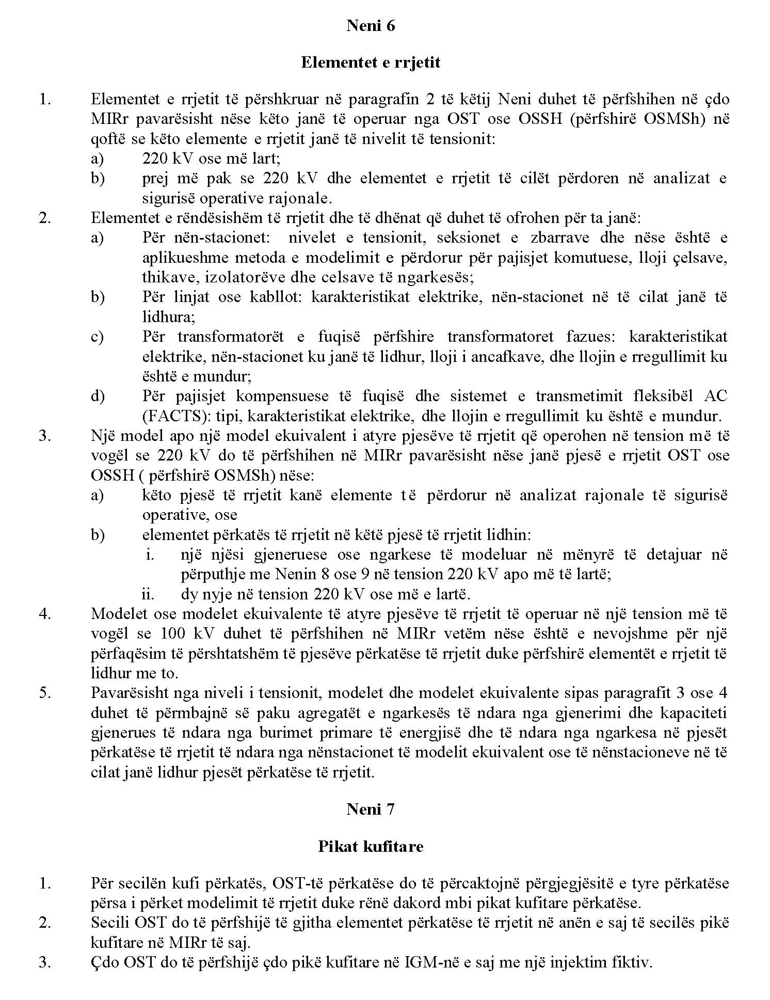 Neni 6
Elementet e rrjetit
1. Elementet e rrjetit të përshkruar në paragrafin 2 të këtij Neni duhet të përfshihen në çdo
MIRr pavarësisht nëse këto janë të operuar nga OST ose OSSH (përfshirë OSMSh) në
qoftë se këto elemente e rrjetit janë të nivelit të tensionit:
a) 220 kV ose më lart;
b) prej më pak se 220 kV dhe elementet e rrjetit të cilët përdoren në analizat e
sigurisë operative rajonale.
2. Elementet e rëndësishëm të rrjetit dhe të dhënat që duhet të ofrohen për ta janë:
a) Për nën-stacionet: nivelet e tensionit, seksionet e zbarrave dhe nëse është e
aplikueshme metoda e modelimit e përdorur për pajisjet komutuese, lloji çelsave,
thikave, izolatorëve dhe celsave të ngarkesës;
b) Për linjat ose kabllot: karakteristikat elektrike, nën-stacionet në të cilat janë të
lidhura;
c) Për transformatorët e fuqisë përfshire transformatoret fazues: karakteristikat
elektrike, nën-stacionet ku janë të lidhur, lloji i ancafkave, dhe llojin e rregullimit ku
është e mundur;
d) Për pajisjet kompensuese të fuqisë dhe sistemet e transmetimit fleksibël AC
(FACTS): tipi, karakteristikat elektrike, dhe llojin e rregullimit ku është e mundur.
3. Një model apo një model ekuivalent i atyre pjesëve të rrjetit që operohen në tension më të
vogël se 220 kV do të përfshihen në MIRr pavarësisht nëse janë pjesë e rrjetit OST ose
OSSH ( përfshirë OSMSh) nëse:
a) këto pjesë të rrjetit kanë elemente të përdorur në analizat rajonale të sigurisë
operative, ose
b) elementet përkatës të rrjetit në këtë pjesë të rrjetit lidhin:
i. një njësi gjeneruese ose ngarkese të modeluar në mënyrë të detajuar në
përputhje me Nenin 8 ose 9 në tension 220 kV apo më të lartë;
ii. dy nyje në tension 220 kV ose më e lartë.
4. Modelet ose modelet ekuivalente të atyre pjesëve të rrjetit të operuar në një tension më të
vogël se 100 kV duhet të përfshihen në MIRr vetëm nëse është e nevojshme për një
përfaqësim të përshtatshëm të pjesëve përkatëse të rrjetit duke përfshirë elementët e rrjetit të
lidhur me to.
5. Pavarësisht nga niveli i tensionit, modelet dhe modelet ekuivalente sipas paragrafit 3 ose 4
duhet të përmbajnë së paku agregatët e ngarkesës të ndara nga gjenerimi dhe kapaciteti
gjenerues të ndara nga burimet primare të energjisë dhe të ndara nga ngarkesa në pjesët
përkatëse të rrjetit të ndara nga nënstacionet të modelit ekuivalent ose të nënstacioneve në të
cilat janë lidhur pjesët përkatëse të rrjetit.
Neni 7
Pikat kufitare
1. Për secilën kufi përkatës, OST-të përkatëse do të përcaktojnë përgjegjësitë e tyre përkatëse
përsa i përket modelimit të rrjetit duke rënë dakord mbi pikat kufitare përkatëse.
2. Secili OST do të përfshijë të gjitha elementet përkatëse të rrjetit në anën e saj të secilës pikë
kufitare në MIRr të saj.
3. Çdo OST do të përfshijë çdo pikë kufitare në IGM-në e saj me një injektim fiktiv.